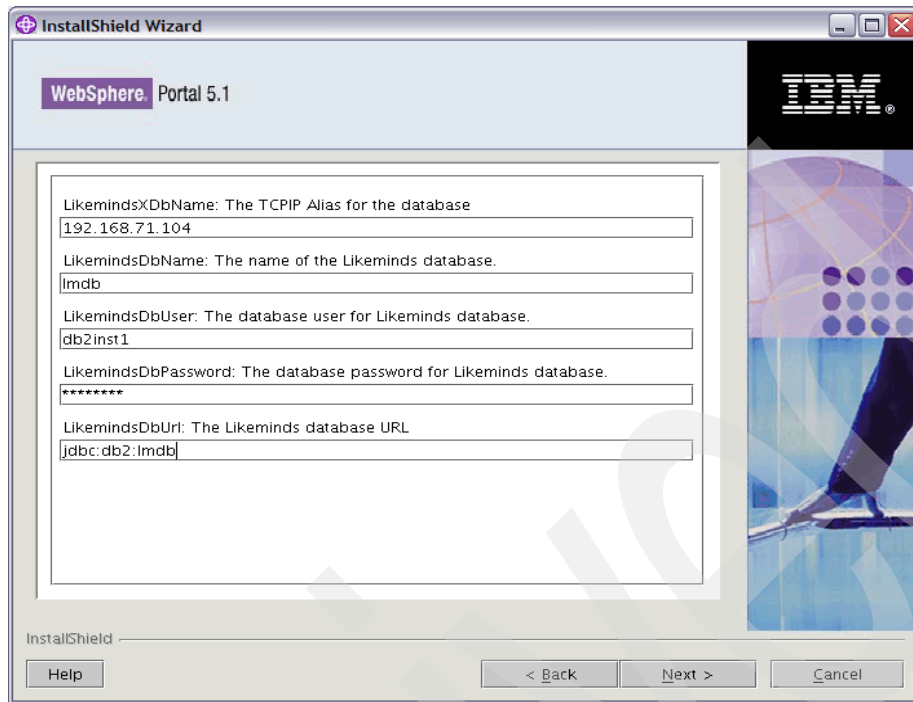 InstallShield Wizard
WebSphere. Portal 5.1
IBM®
LikemindsXDbName: The TCPIP Alias for the database
192.168.71.104
LikemindsDbName: The name of the Likeminds database.
lmdb
LikemindsDbUser: The database user for Likeminds database.
db2inst1
LikemindsDbPassword: The database password for Likeminds database.
********
LikemindsDbUrl: The Likeminds database URL
jdbc:db2:lmdb
InstallShield
Help
< Back
Next >
Cancel